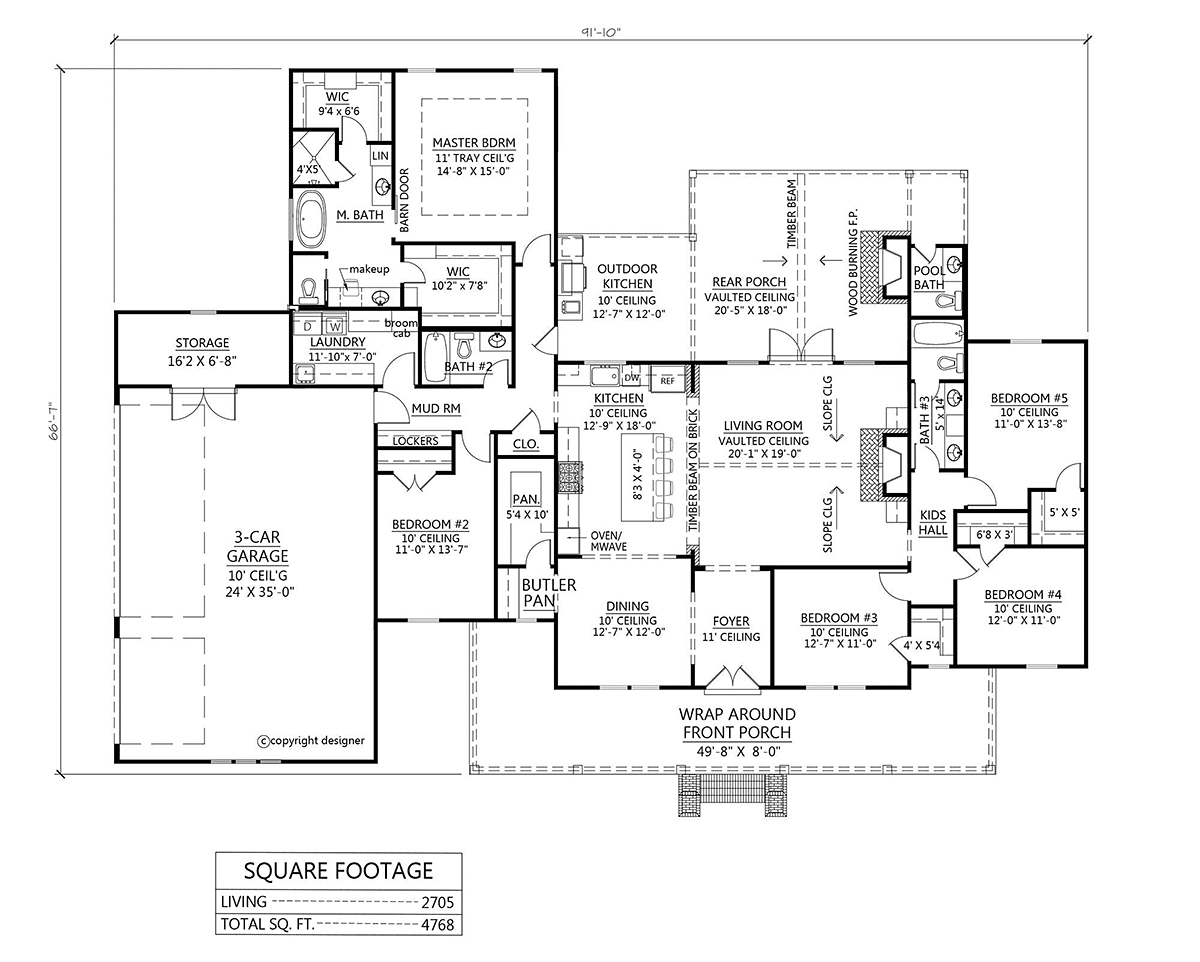 91'-10"
66'-7"
WIC
9'4 x 6'6
4'X5'
LIN
M. BATH
BARN DOOR
MASTER BDRM
11' TRAY CEIL'G
14'-8" X 15'-0"
makeup
WIC
10'2" x 7'8"
OUTDOOR
KITCHEN
10' CEILING
12'-7" X 12'-0"
TIMBER BEAM
REAR PORCH
VAULTED CEILING
20'-5" X 18'-0"
WOOD BURNING F.P.
POOL
BATH
STORAGE
16'2 X 6'-8"
D
W
broom
cab
LAUNDRY
11'-10"x 7'-0"
BATH #2
MUD RM
LOCKERS
CLO.
KITCHEN
10' CEILING
12'-9" X 18'-0"
DW
REF
8'3 X 4'-0"
OVEN/
MWAVE
TIMBER BEAM ON BRICK
LIVING ROOM
VAULTED CEILING
20'-1" X 19'-0"
SLOPE CLG
SLOPE CLG
BATH #3
5' x 14'
BEDROOM #5
10' CEILING
11'-0" X 13'-8"
5' X 5'
KIDS
HALL
6'8 X 3'
PAN.
5'4 X 10'
BEDROOM #2
10' CEILING
11'-0" X 13'-7"
3-CAR
GARAGE
10' CEIL'G
24' X 35'-0"
BUTLER
PAN
DINING
10' CEILING
12'-7" X 12'-0"
FOYER
11' CEILING
BEDROOM #3
10' CEILING
12'-7" X 11'-0"
4' X 5'4
BEDROOM #4
10' CEILING
12'-0" X 11'-0"
©copyright designer
WRAP AROUND
FRONT PORCH
49'-8" X 8'-0"
SQUARE FOOTAGE
LIVING ---------------------- 2705
TOTAL SQ. FT.--------------- 4768